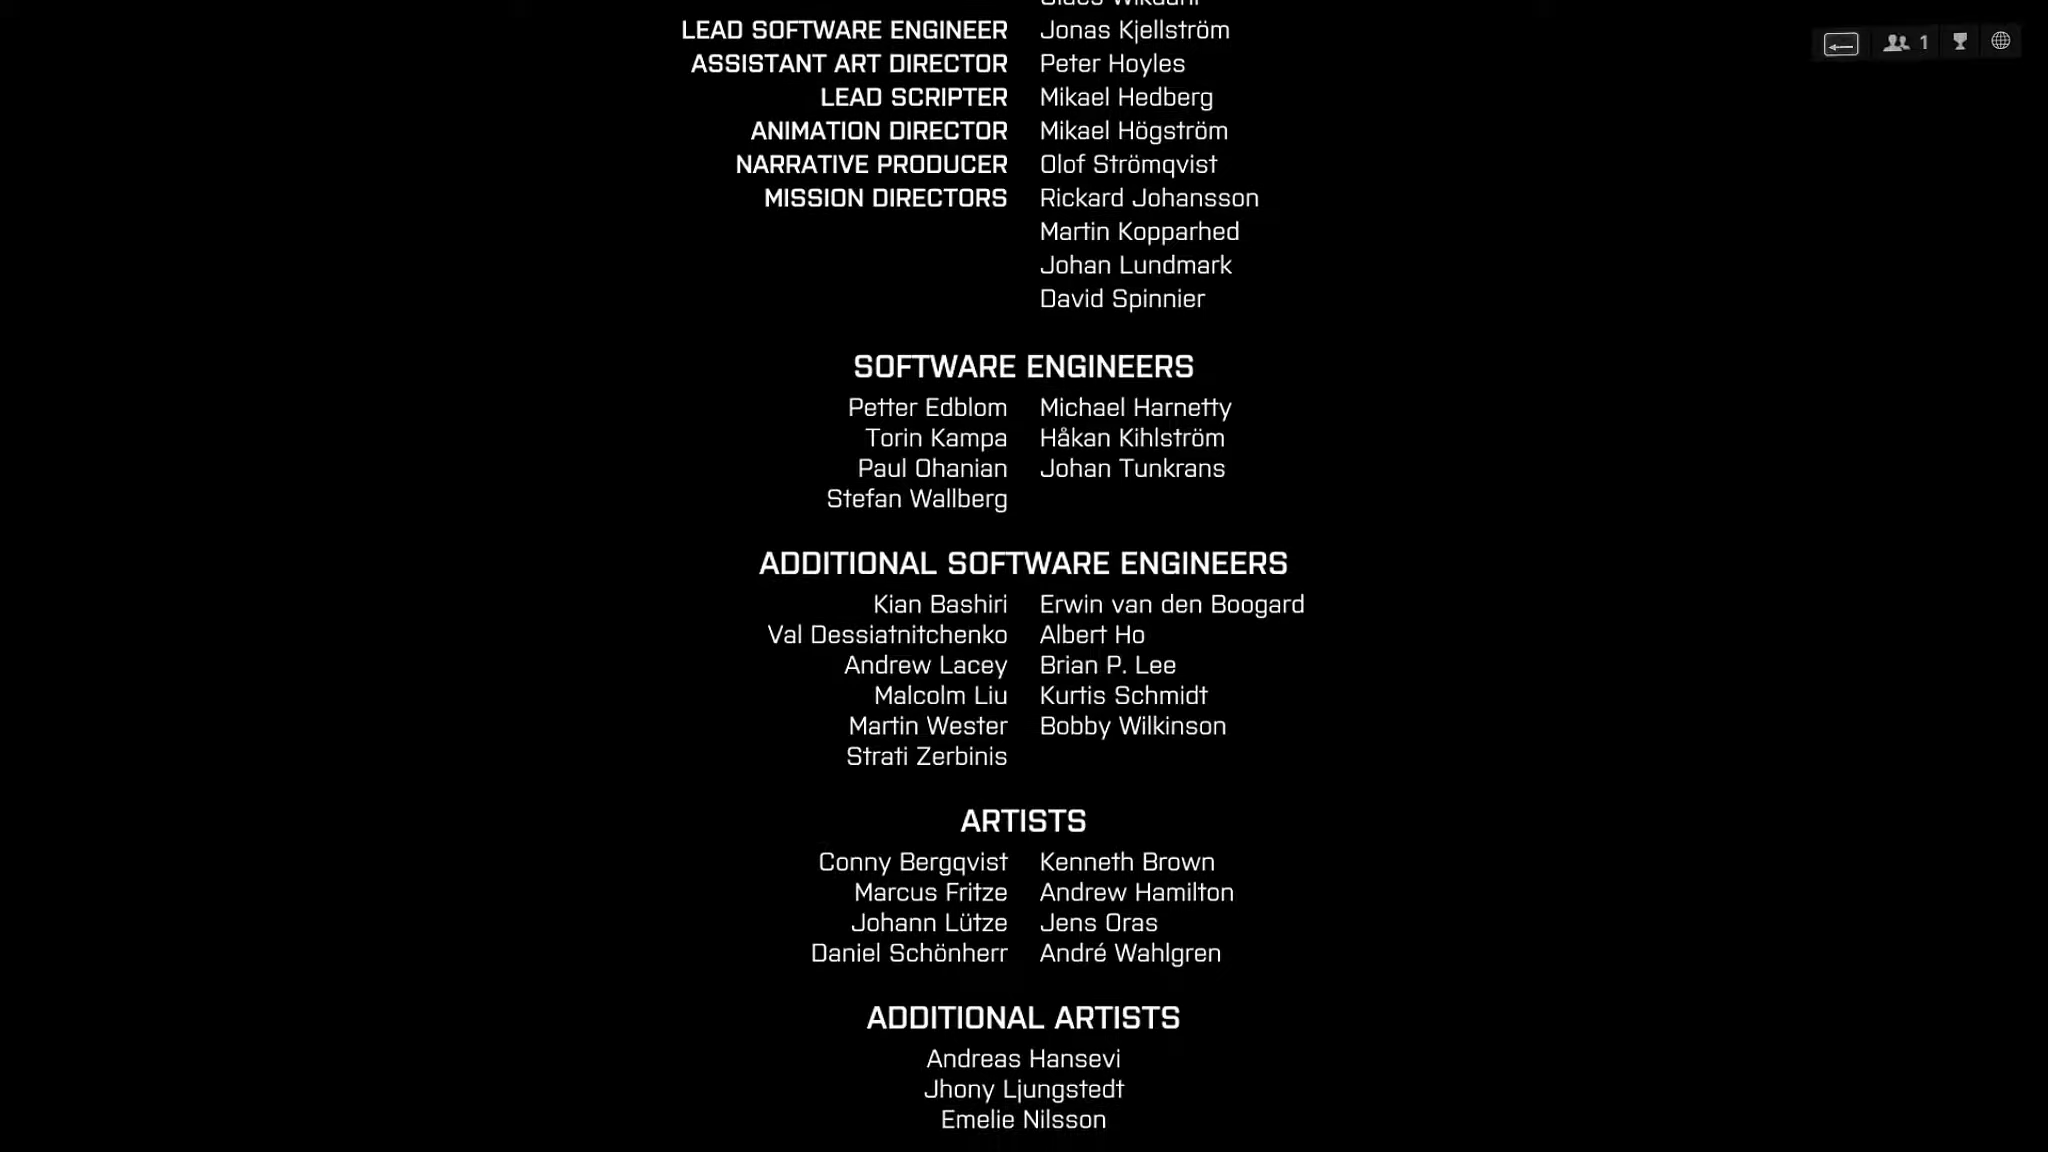 LEAD SOFTWARE ENGINEER Jonas Kjellström
ASSISTANT ART DIRECTOR Peter Hoyles
LEAD SCRIPTER Mikael Hedberg
ANIMATION DIRECTOR Mikael Högström
NARRATIVE PRODUCER Olof Strömqvist
MISSION DIRECTORS Rickard Johansson
Martin Kopparhed
Johan Lundmark
David Spinnier
SOFTWARE ENGINEERS
Petter Edblom Michael Harnetty
Torin Kampa Håkan Kihlström
Paul Ohanian Johan Tunkrans
Stefan Wallberg
ADDITIONAL SOFTWARE ENGINEERS
Kian Bashiri Erwin van den Boogard
Val Dessiatnitchenko Albert Ho
Andrew Lacey Brian P. Lee
Malcolm Liu Kurtis Schmidt
Martin Wester Bobby Wilkinson
Strati Zerbinis
ARTISTS
Conny Bergqvist Kenneth Brown
Marcus Fritze Andrew Hamilton
Johann Lütze Jens Oras
Daniel Schönherr André Wahlgren
ADDITIONAL ARTISTS
Andreas Hansevi
Jhony Ljungstedt
Emelie Nilsson
1